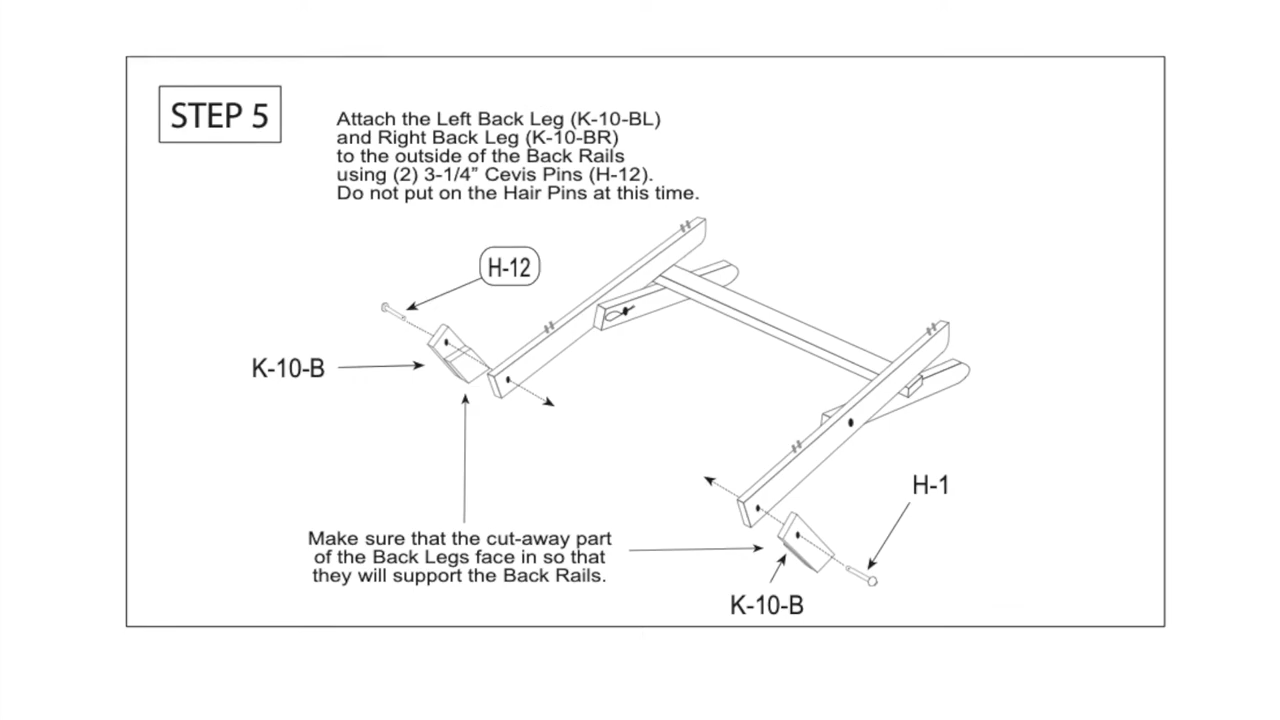 STEP 5
Attach the Left Back Leg (K-10-BL)
and Right Back Leg (K-10-BR)
to the outside of the Back Rails
using (2) 3-1/4” Cevis Pins (H-12).
Do not put on the Hair Pins at this time.
H-12
K-10-B
H-1
Make sure that the cut-away part
of the Back Legs face in so that
they will support the Back Rails.
K-10-B